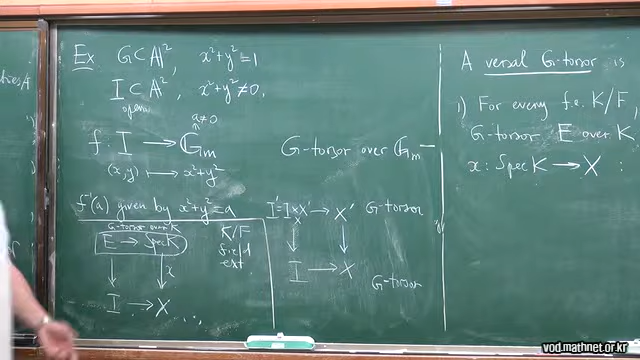 Ex G⊂A², x²+y²=1
I⊂A², x²+y²≠0.
open
a≠0
f: I → G_m
(x,y) ↦ x²+y²
G-torsor over G_m
f⁻¹(a) given by x²+y²=a
G-torsor over K
E → Spec K
K/F
field
ext
x
I → X
I'=I×X' → X' G-torsor
X
I → X
G-torsor
A versal G-torsor is
1) For every f.e. K/F,
G-torsor E over K
x: Spec K → X
vod.mathnet.or.kr